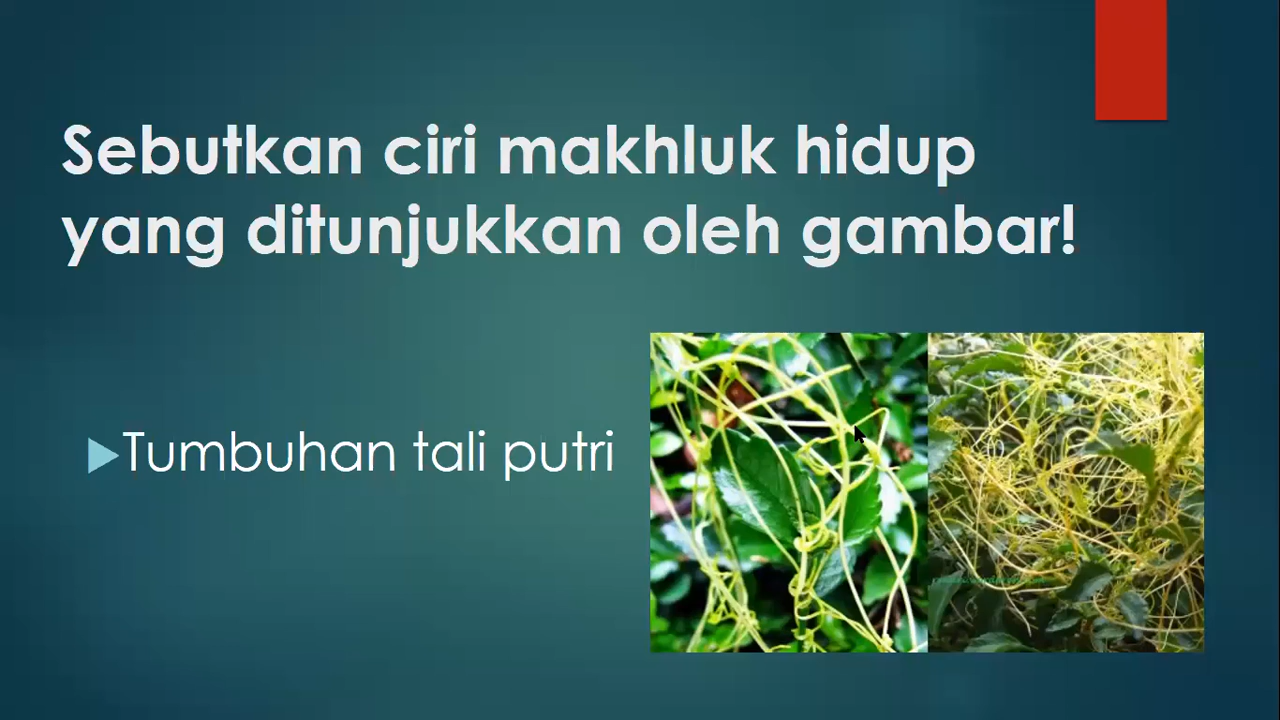 Sebutkan ciri makhluk hidup
yang ditunjukkan oleh gambar!
Tumbuhan tali putri